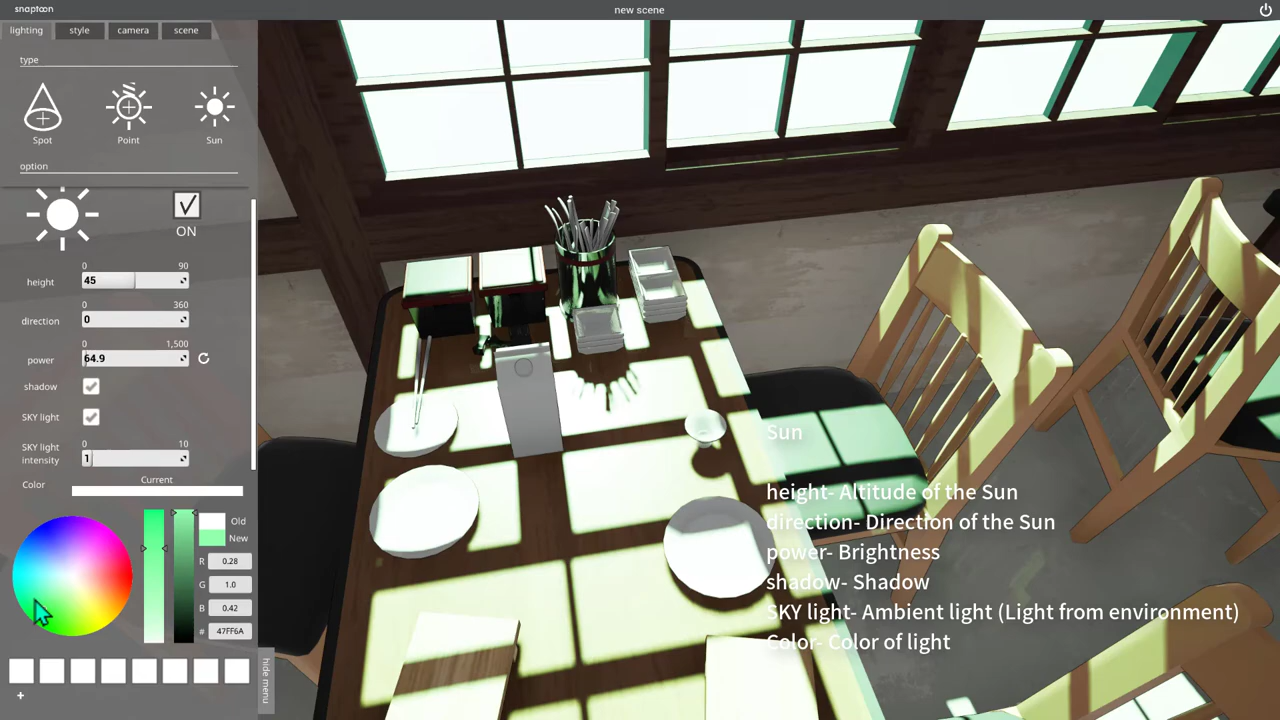 snaptoon
new scene
lighting style camera scene
type
Spot Point Sun
option
ON
0 90
height 45
0 360
direction 0
0 1,500
power 64.9
shadow
SKY light
0 10
SKY light intensity 1
Current
Color
Old
New
R 0.28
G 1.0
B 0.42
# 47FF6A
+
hide menu
Sun
height- Altitude of the Sun
direction- Direction of the Sun
power- Brightness
shadow- Shadow
SKY light- Ambient light (Light from environment)
Color- Color of light